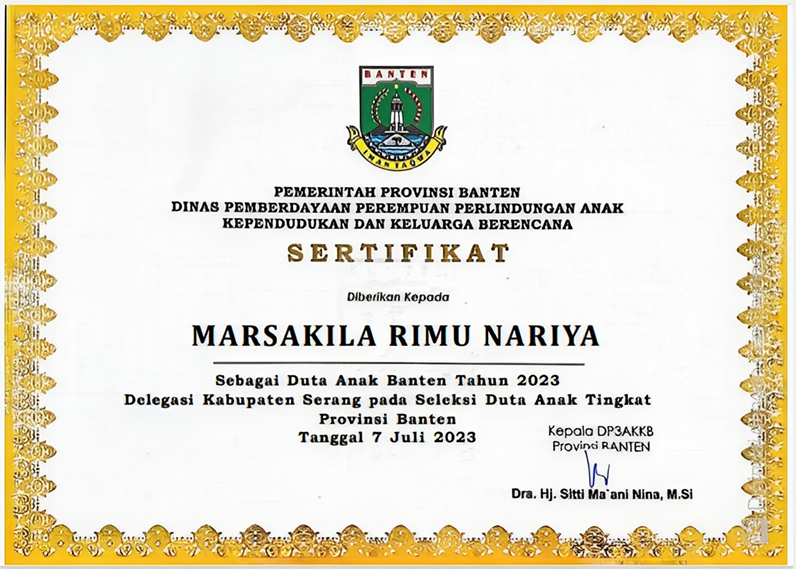 BANTEN
IMAN TAQWA
PEMERINTAH PROVINSI BANTEN
DINAS PEMBERDAYAAN PEREMPUAN PERLINDUNGAN ANAK
KEPENDUDUKAN DAN KELUARGA BERENCANA
SERTIFIKAT
Diberikan Kepada
MARSAKILA RIMU NARIYA
Sebagai Duta Anak Banten Tahun 2023
Delegasi Kabupaten Serang pada Seleksi Duta Anak Tingkat
Provinsi Banten
Tanggal 7 Juli 2023
Kepala DP3AKKB
Provinsi BANTEN
Dra. Hj. Sitti Ma`ani Nina, M.Si